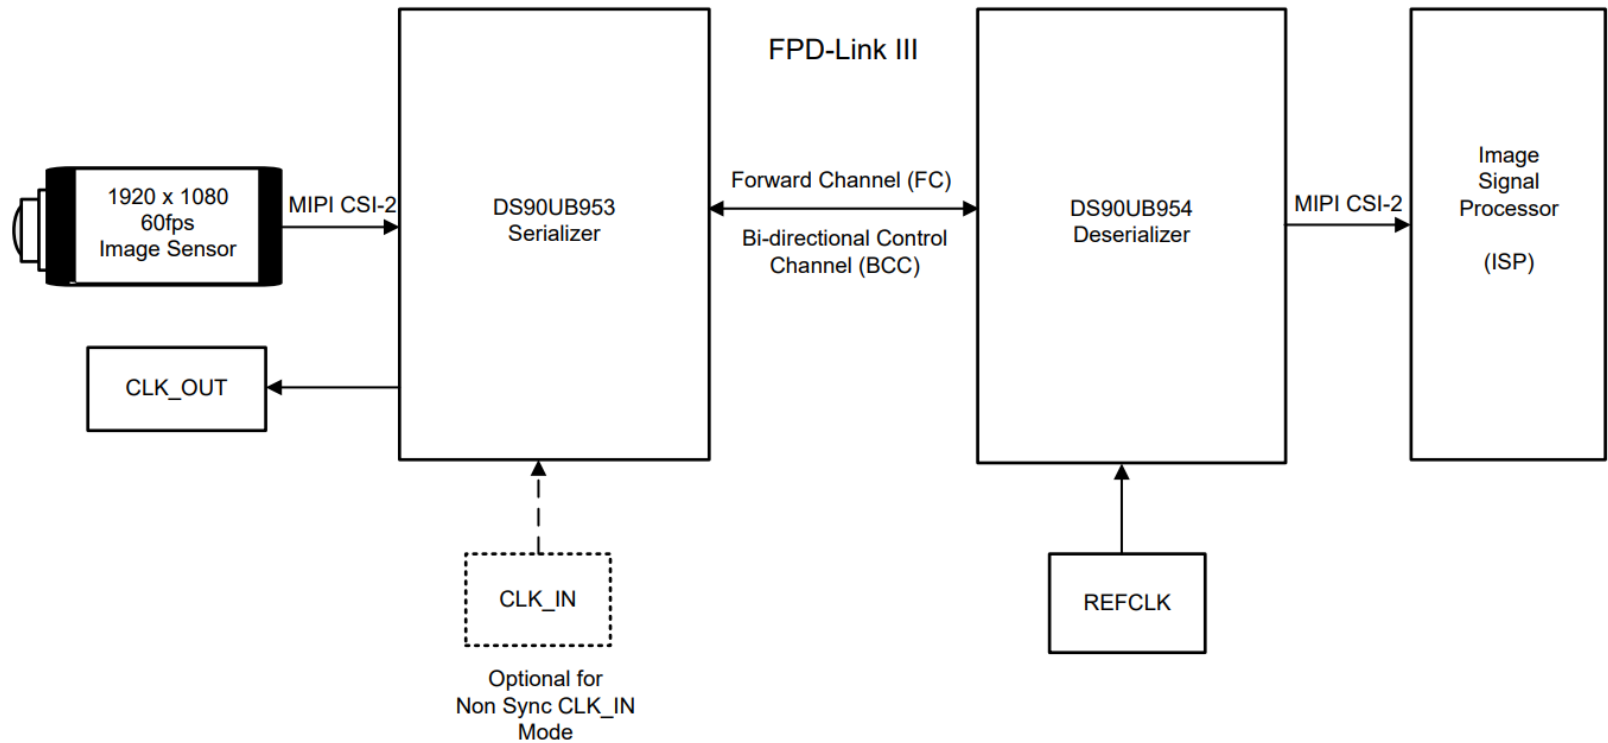 FPD-Link III
1920 x 1080
60fps
Image Sensor
MIPI CSI-2
DS90UB953
Serializer
Forward Channel (FC)
Bi-directional Control
Channel (BCC)
DS90UB954
Deserializer
MIPI CSI-2
Image
Signal
Processor
(ISP)
CLK_OUT
CLK_IN
Optional for
Non Sync CLK_IN
Mode
REFCLK